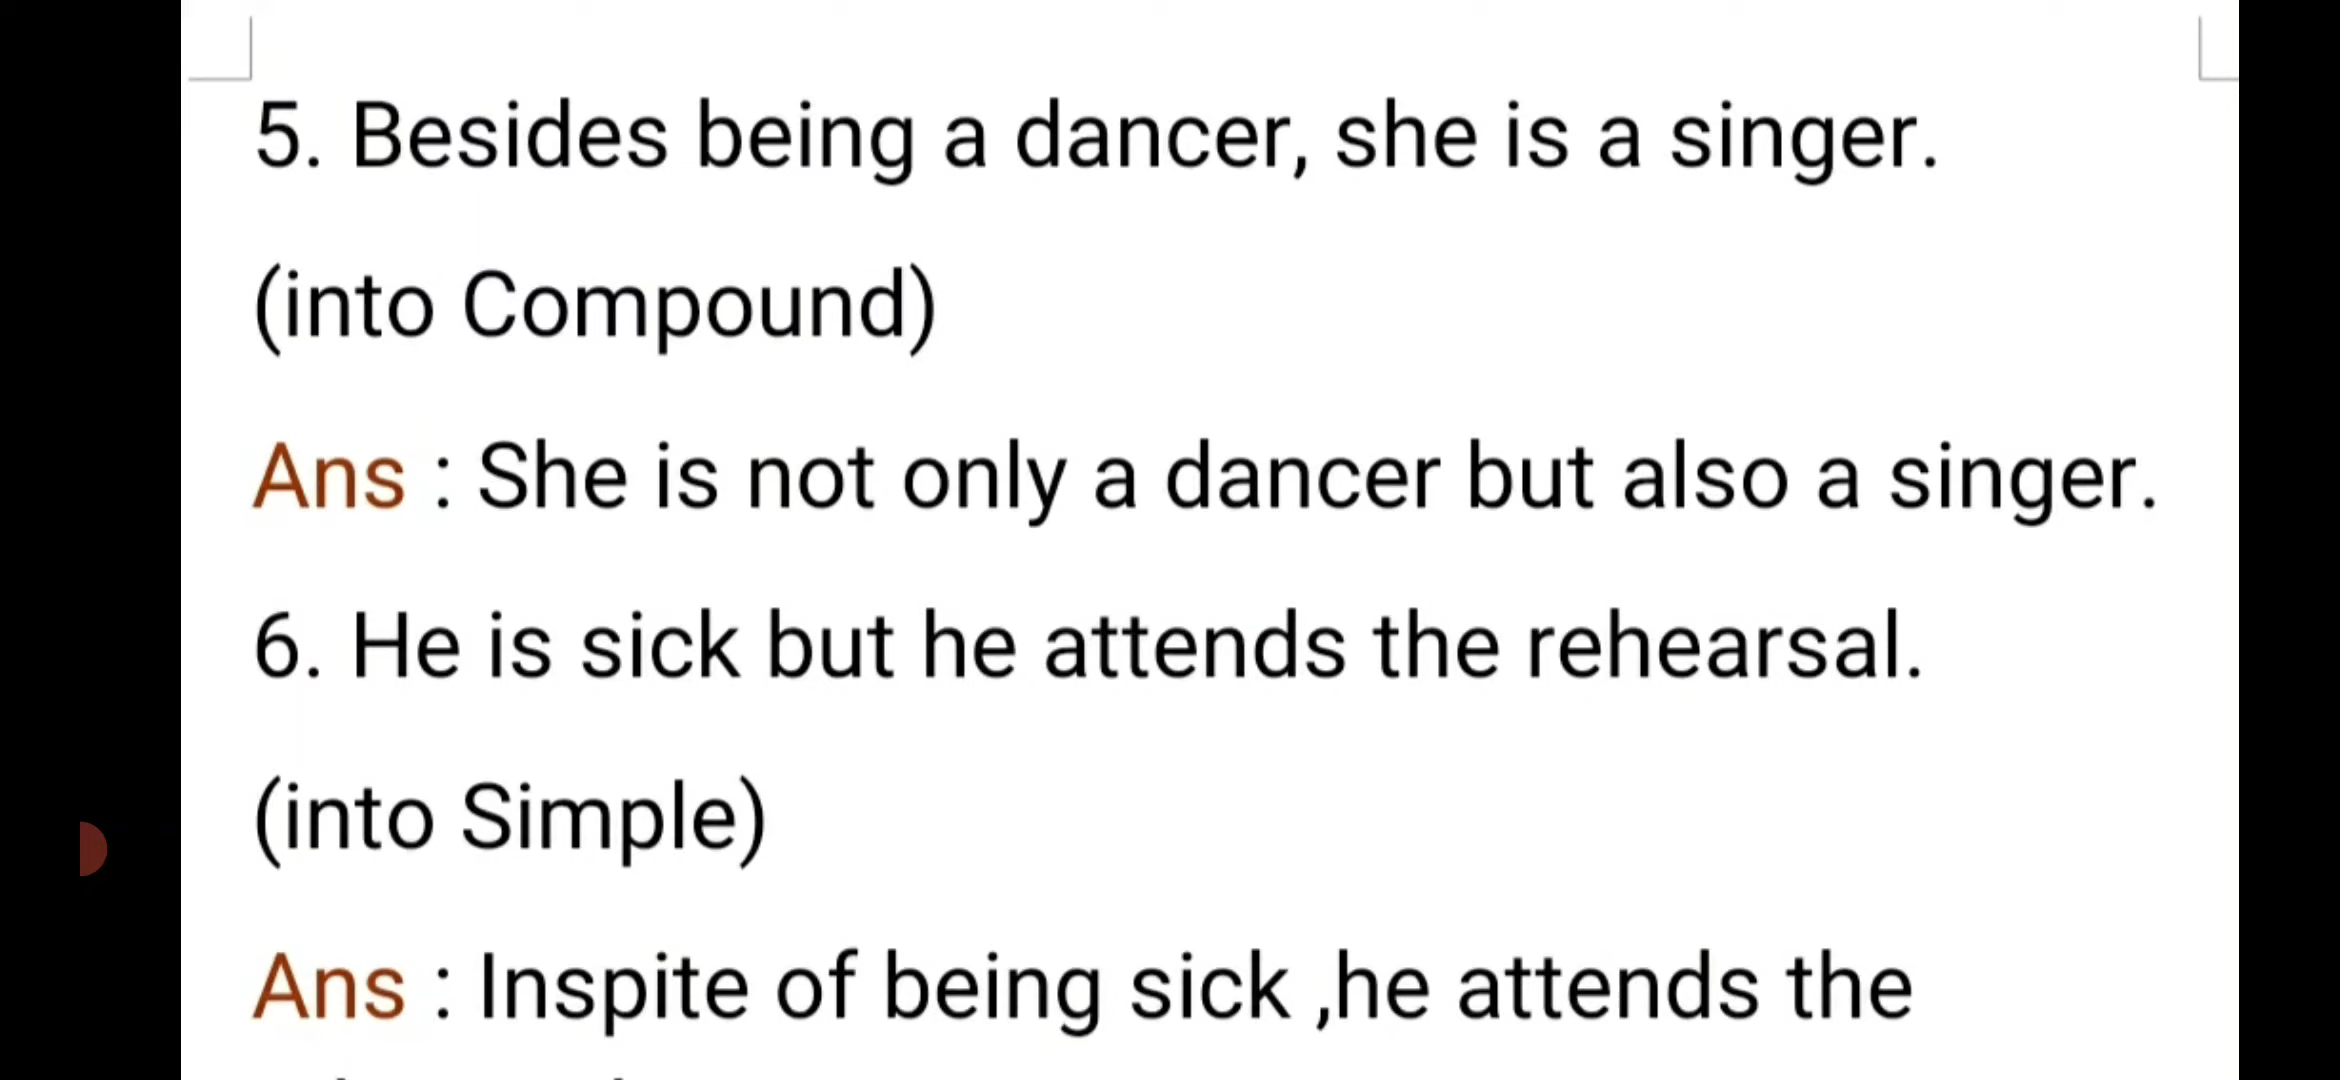 5. Besides being a dancer, she is a singer.
(into Compound)
Ans : She is not only a dancer but also a singer.
6. He is sick but he attends the rehearsal.
(into Simple)
Ans : Inspite of being sick ,he attends the